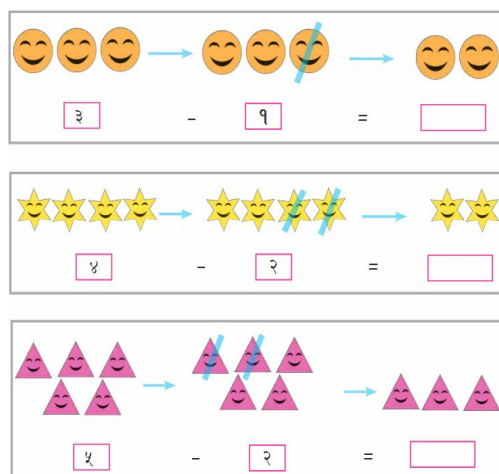 ३ - १ =
४ - २ =
५ - २ =